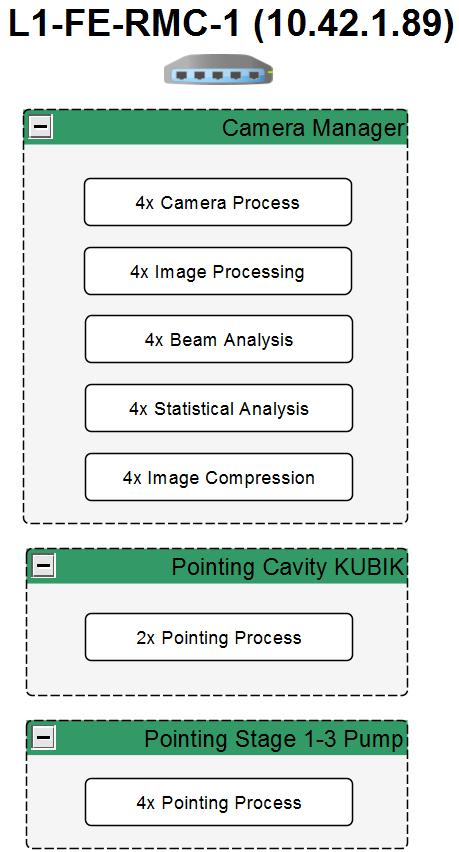 L1-FE-RMC-1 (10.42.1.89)
Camera Manager
4x Camera Process
4x Image Processing
4x Beam Analysis
4x Statistical Analysis
4x Image Compression
Pointing Cavity KUBIK
2x Pointing Process
Pointing Stage 1-3 Pump
4x Pointing Process